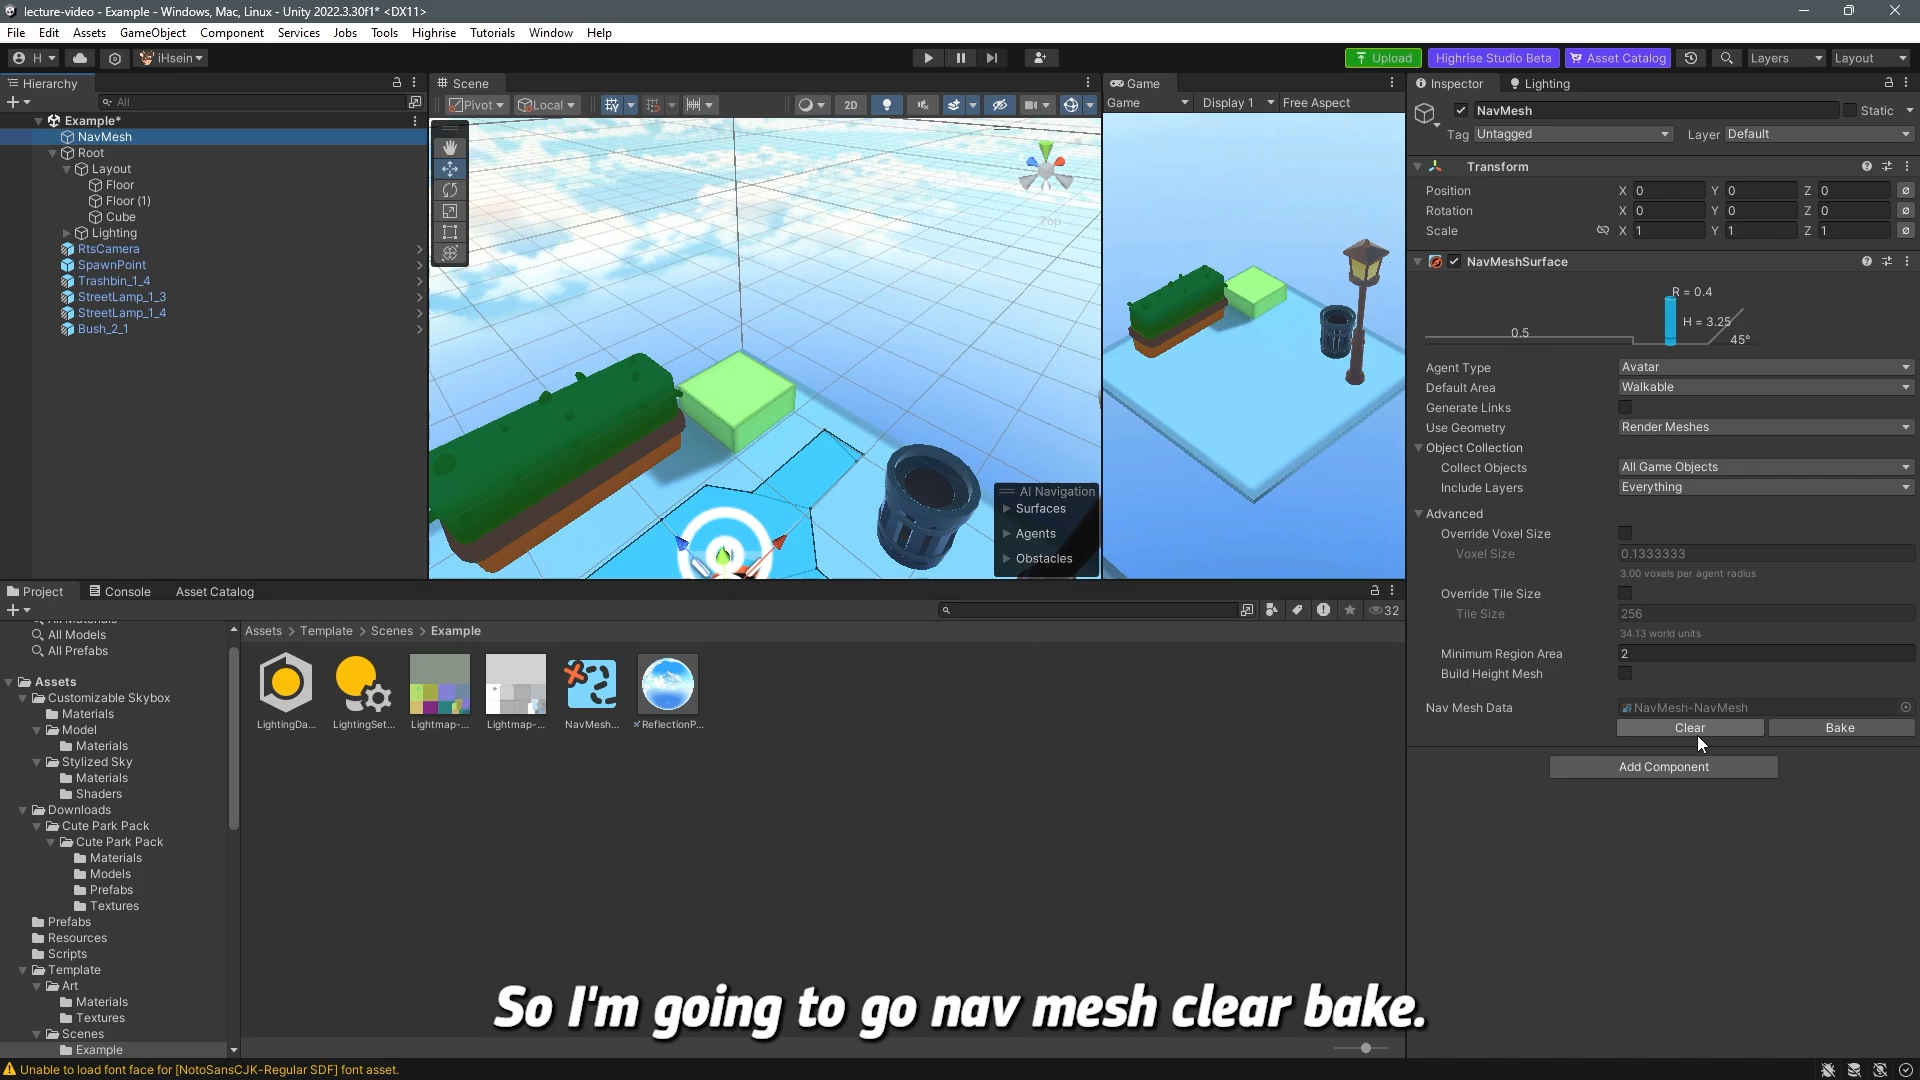 lecture-video - Example - Windows, Mac, Linux - Unity 2022.3.30f1* <DX11>
File Edit Assets GameObject Component Services Jobs Tools Highrise Tutorials Window Help
H iHsein Upload Highrise Studio Beta Asset Catalog Layers Layout
Hierarchy Scene Game Inspector Lighting
All Pivot Local 2D Game Display 1 Free Aspect
Example*
NavMesh
Root
Layout
Floor
Floor (1)
Cube
Lighting
RtsCamera
SpawnPoint
Trashbin_1_4
StreetLamp_1_3
StreetLamp_1_4
Bush_2_1
Top
AI Navigation
Surfaces
Agents
Obstacles
NavMesh Static
Tag Untagged Layer Default
Transform
Position X 0 Y 0 Z 0
Rotation X 0 Y 0 Z 0
Scale X 1 Y 1 Z 1
NavMeshSurface
R = 0.4
H = 3.25
0.5
45°
Agent Type Avatar
Default Area Walkable
Generate Links
Use Geometry Render Meshes
Object Collection
Collect Objects All Game Objects
Include Layers Everything
Advanced
Override Voxel Size
Voxel Size 0.1333333
3.00 voxels per agent radius
Override Tile Size
Tile Size 256
34.13 world units
Minimum Region Area 2
Build Height Mesh
Nav Mesh Data NavMesh-NavMesh
Clear Bake
Add Component
Project Console Asset Catalog
32
Assets > Template > Scenes > Example
All Models
All Prefabs
Assets
Customizable Skybox
Materials
Model
Materials
Stylized Sky
Materials
Shaders
Downloads
Cute Park Pack
Cute Park Pack
Materials
Models
Prefabs
Textures
Prefabs
Resources
Scripts
Template
Art
Materials
Textures
Scenes
Example
LightingDa... LightingSet... Lightmap-... Lightmap-... NavMesh... ReflectionP...
So I'm going to go nav mesh clear bake.
Unable to load font face for [NotoSansCJK-Regular SDF] font asset.